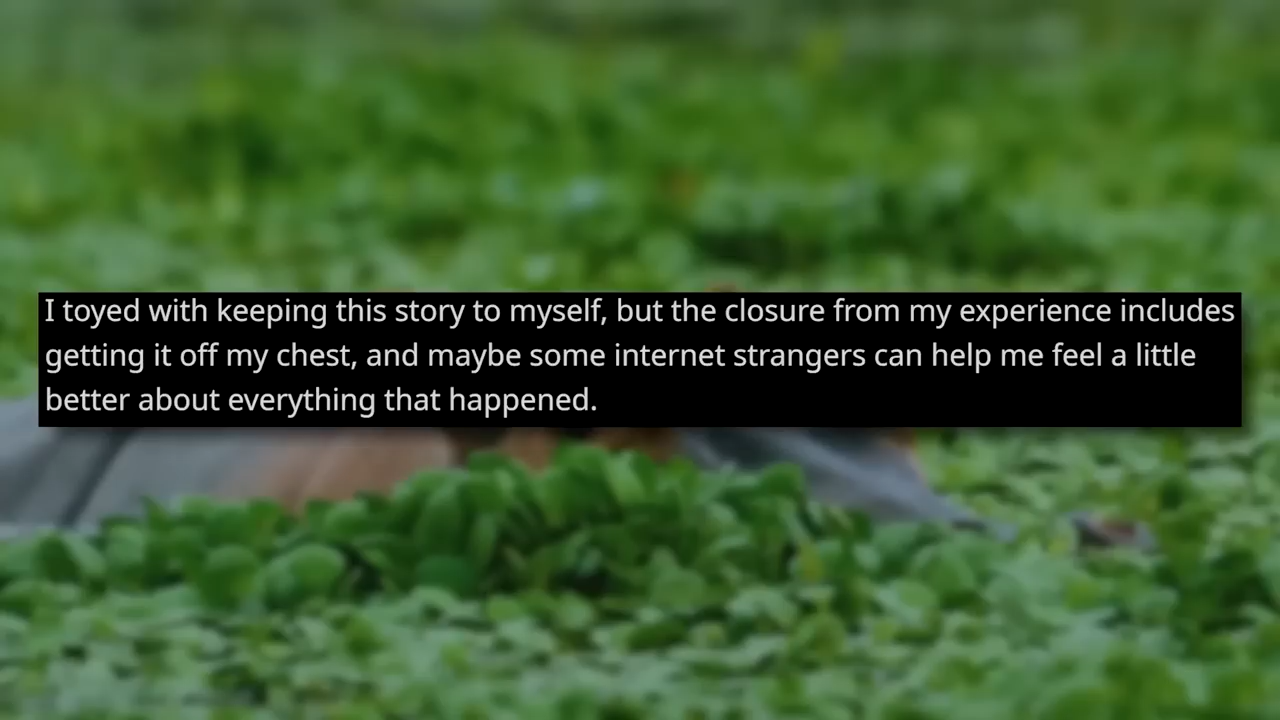 I toyed with keeping this story to myself, but the closure from my experience includes
getting it off my chest, and maybe some internet strangers can help me feel a little
better about everything that happened.